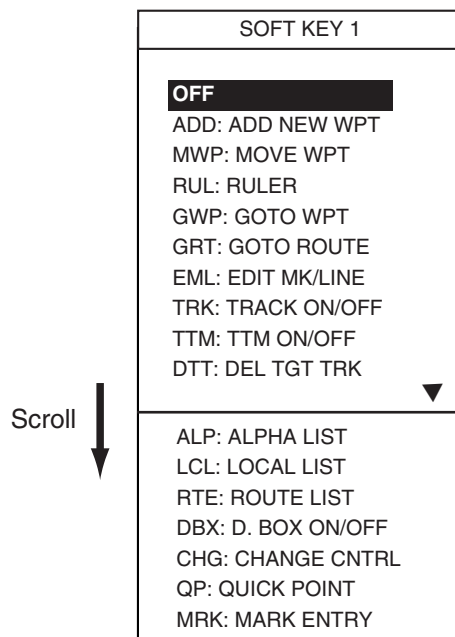 SOFT KEY 1
OFF
ADD: ADD NEW WPT
MWP: MOVE WPT
RUL: RULER
GWP: GOTO WPT
GRT: GOTO ROUTE
EML: EDIT MK/LINE
TRK: TRACK ON/OFF
TTM: TTM ON/OFF
DTT: DEL TGT TRK
Scroll
ALP: ALPHA LIST
LCL: LOCAL LIST
RTE: ROUTE LIST
DBX: D. BOX ON/OFF
CHG: CHANGE CNTRL
QP: QUICK POINT
MRK: MARK ENTRY